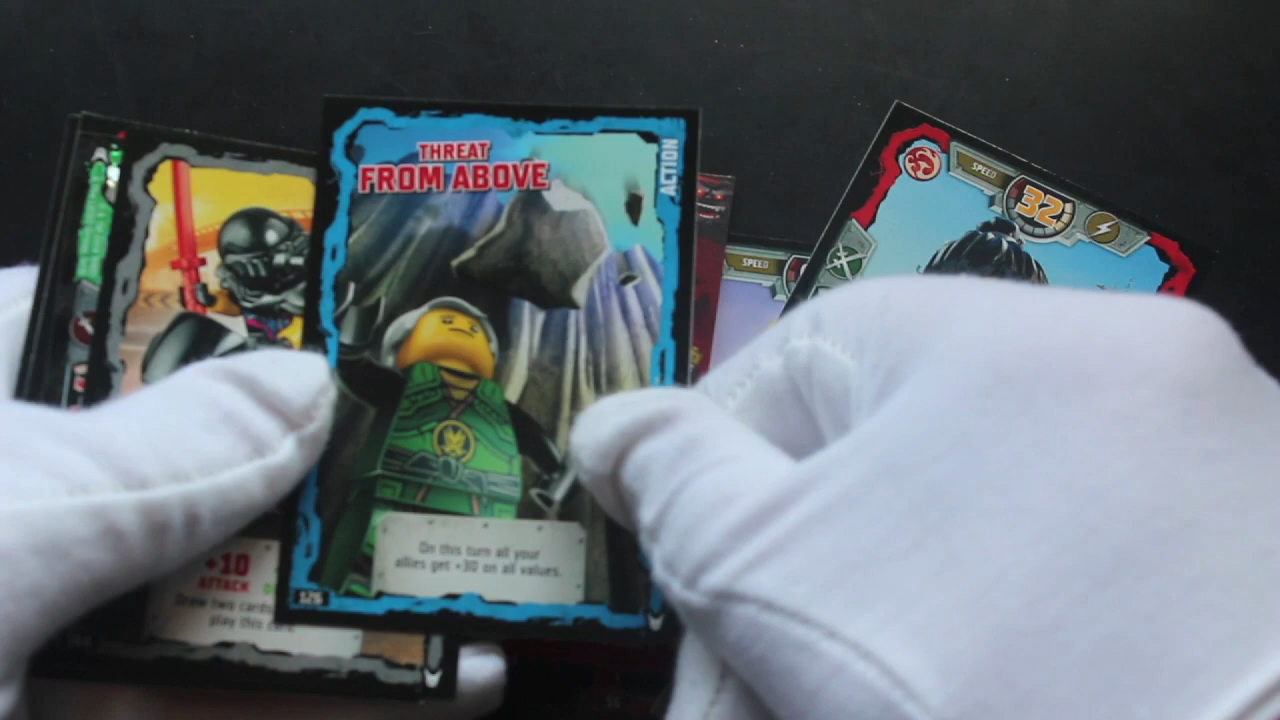 THREAT
FROM ABOVE
ACTION
On this turn all your
allies get +30 on all values.
126
+10
ATTACK
Draw two cards
play this card.
SPEED
SPEED
32